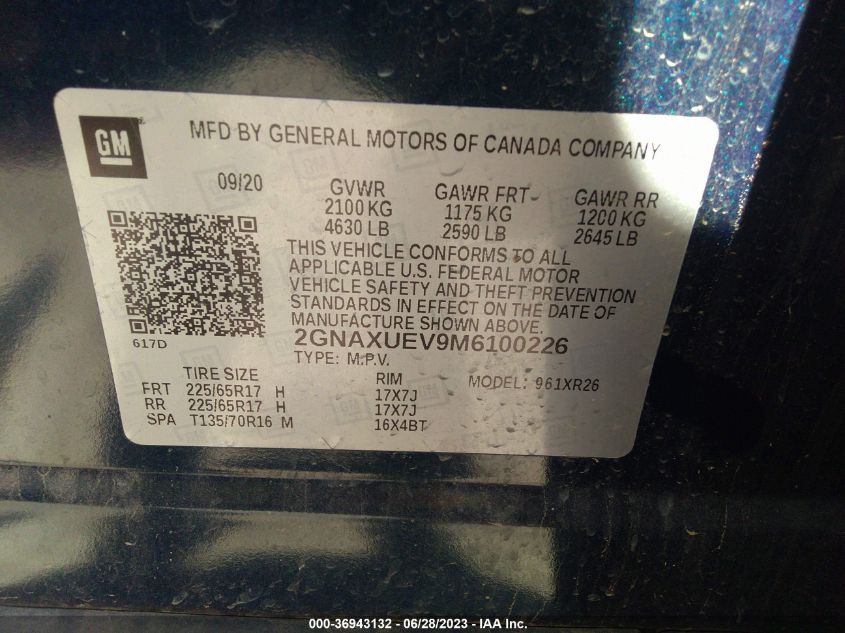 GM
MFD BY GENERAL MOTORS OF CANADA COMPANY
09/20
GVWR GAWR FRT GAWR RR
2100 KG 1175 KG 1200 KG
4630 LB 2590 LB 2645 LB
THIS VEHICLE CONFORMS TO ALL
APPLICABLE U.S. FEDERAL MOTOR
VEHICLE SAFETY AND THEFT PREVENTION
STANDARDS IN EFFECT ON THE DATE OF
MANUFACTURE SHOWN ABOVE.
617D
2GNAXUEV9M6100226
TYPE: M.P.V.
TIRE SIZE RIM MODEL: 961XR26
FRT 225/65R17 H 17X7J
RR 225/65R17 H 17X7J
SPA T135/70R16 M 16X4BT
000-36943132 - 06/28/2023 - IAA Inc.